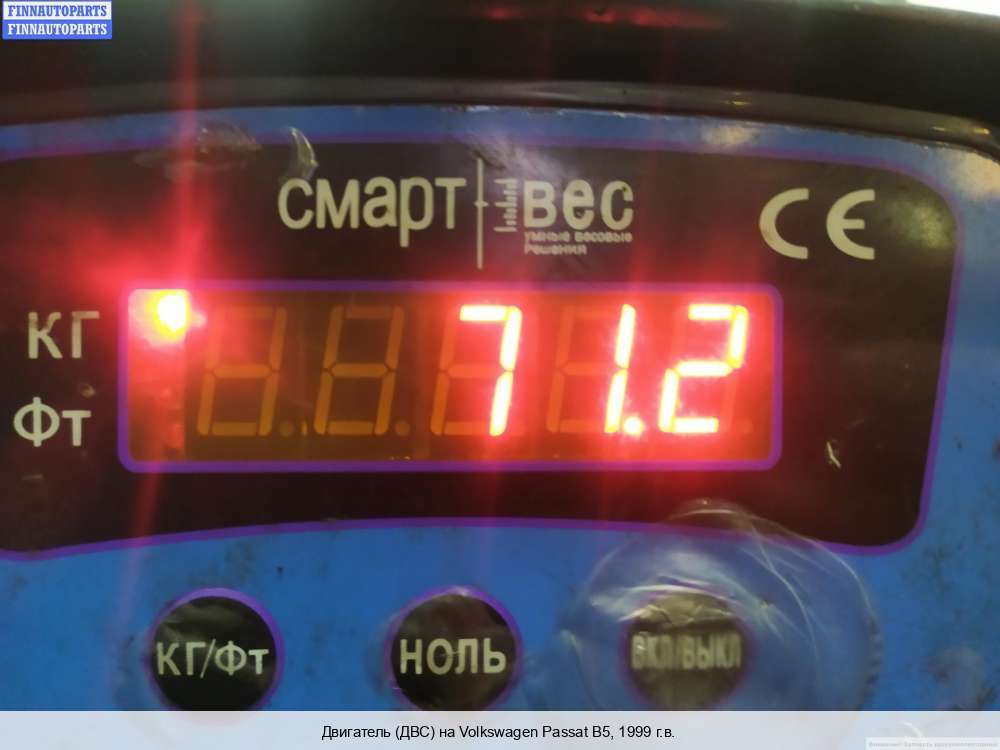 FINNAUTOPARTS
FINNAUTOPARTS
смарт вес
умные весовые
решения
CE
КГ
71.2
Фт
КГ/Фт НОЛЬ ВКЛ/ВЫКЛ
Двигатель (ДВС) на Volkswagen Passat B5, 1999 г.в.